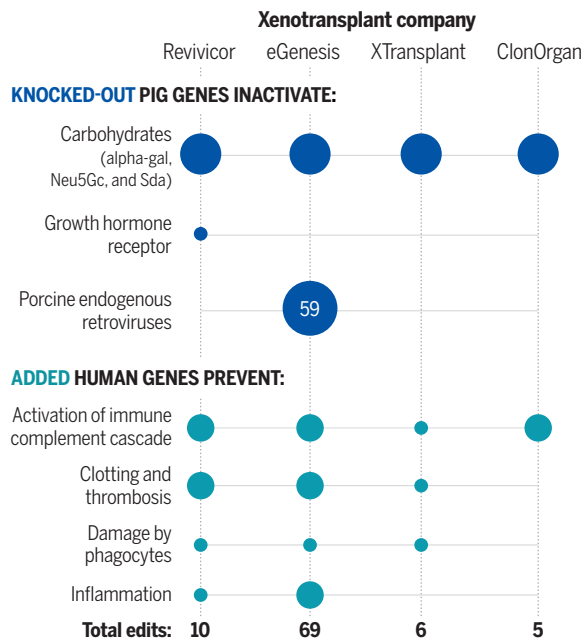 Xenotransplant company
Revivicor eGenesis XTransplant ClonOrgan
KNOCKED-OUT PIG GENES INACTIVATE:
Carbohydrates
(alpha-gal,
Neu5Gc, and Sda)
Growth hormone
receptor
Porcine endogenous
retroviruses
59
ADDED HUMAN GENES PREVENT:
Activation of immune
complement cascade
Clotting and
thrombosis
Damage by
phagocytes
Inflammation
Total edits: 10 69 6 5